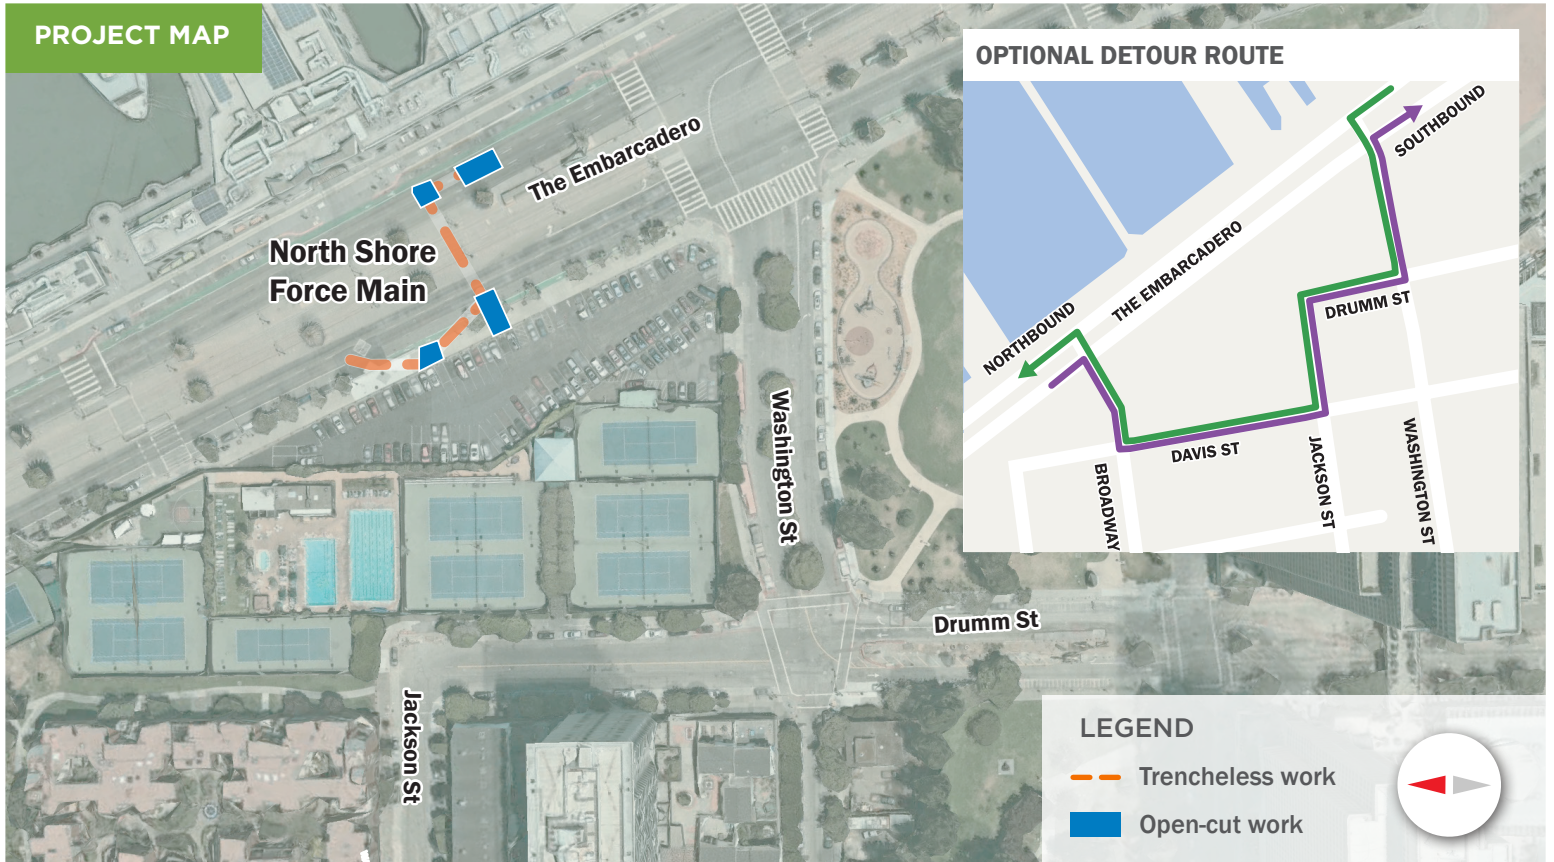 PROJECT MAP
The Embarcadero
North Shore
Force Main
Washington St
Drumm St
Jackson St
OPTIONAL DETOUR ROUTE
SOUTHBOUND
THE EMBARCADERO
NORTHBOUND
DRUMM ST
DAVIS ST
BROADWAY
JACKSON ST
WASHINGTON ST
LEGEND
Trencheless work
Open-cut work